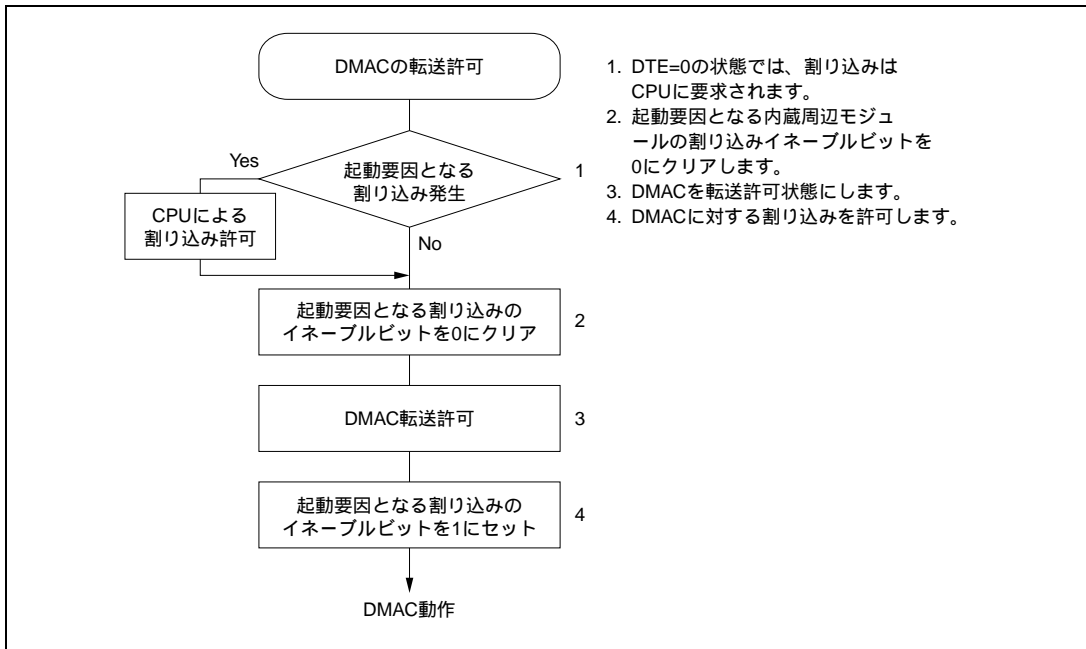 DMACの転送許可
起動要因となる
割り込み発生
1
Yes
No
CPUによる
割り込み許可
起動要因となる割り込みの
イネーブルビットを0にクリア
2
DMAC転送許可
3
起動要因となる割り込みの
イネーブルビットを1にセット
4
DMAC動作
1. DTE=0の状態では、割り込みは
CPUに要求されます。
2. 起動要因となる内蔵周辺モジュ
ールの割り込みイネーブルビットを
0にクリアします。
3. DMACを転送許可状態にします。
4. DMACに対する割り込みを許可します。